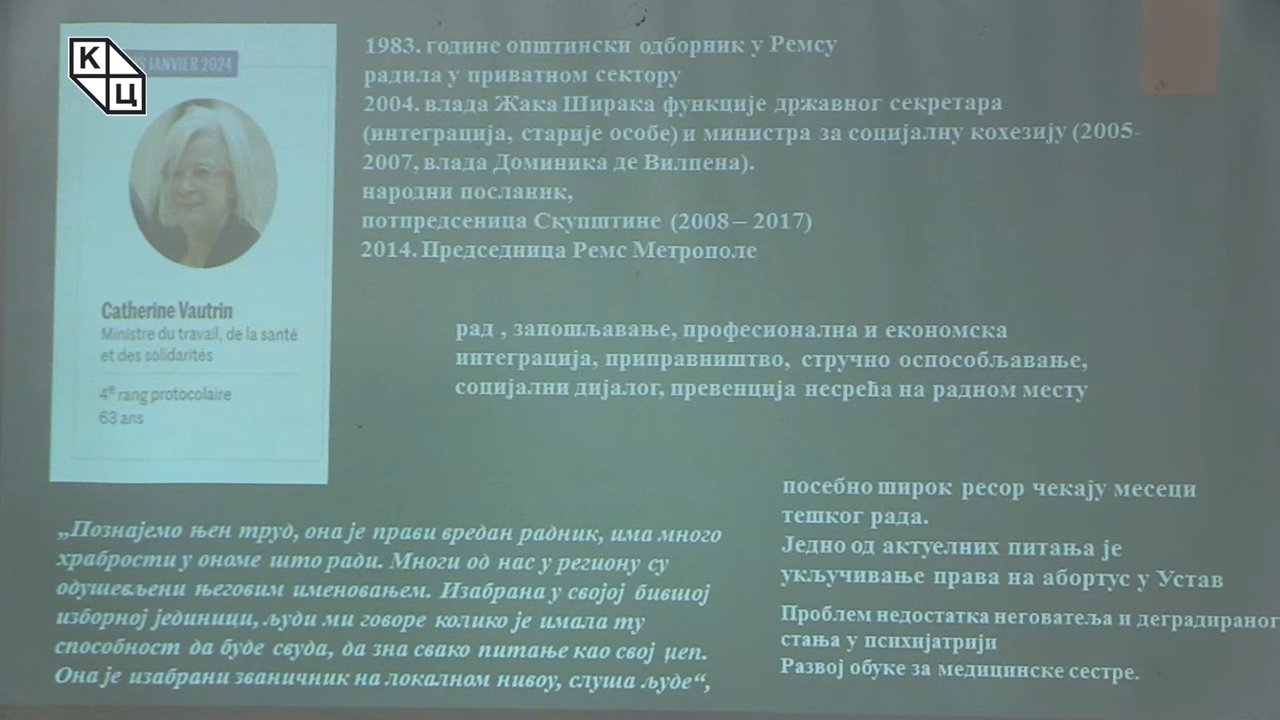 КЦ
JANVIER 2024
Catherine Vautrin
Ministre du travail, de la santé
et des solidarités
4e rang protocolaire
63 ans
1983. године општински одборник у Ремсу
радила у приватном сектору
2004. влада Жака Ширака функције државног секретара
(интеграција, старије особе) и министра за социјалну кохезију (2005-
2007, влада Доминика де Вилпена).
народни посланик,
потпредсеница Скупштине (2008 – 2017)
2014. Председница Ремс Метрополе
рад , запошљавање, професионална и економска
интеграција, приправништво, стручно оспособљавање,
социјални дијалог, превенција несрећа на радном месту
„Познајемо њен труд, она је прави вредан радник, има много
храбрости у ономе што ради. Многи од нас у региону су
одушевљени његовим именовањем. Изабрана у својој бившој
изборној јединици, људи ми говоре колико је имала ту
способност да буде свуда, да зна свако питање као свој џеп.
Она је изабрани званичник на локалном нивоу, слуша људе“,
посебно широк ресор чекају месеци
тешког рада.
Једно од актуелних питања је
укључивање права на абортус у Устав
Проблем недостатка неговатеља и деградираног
стања у психијатрији
Развој обуке за медицинске сестре.